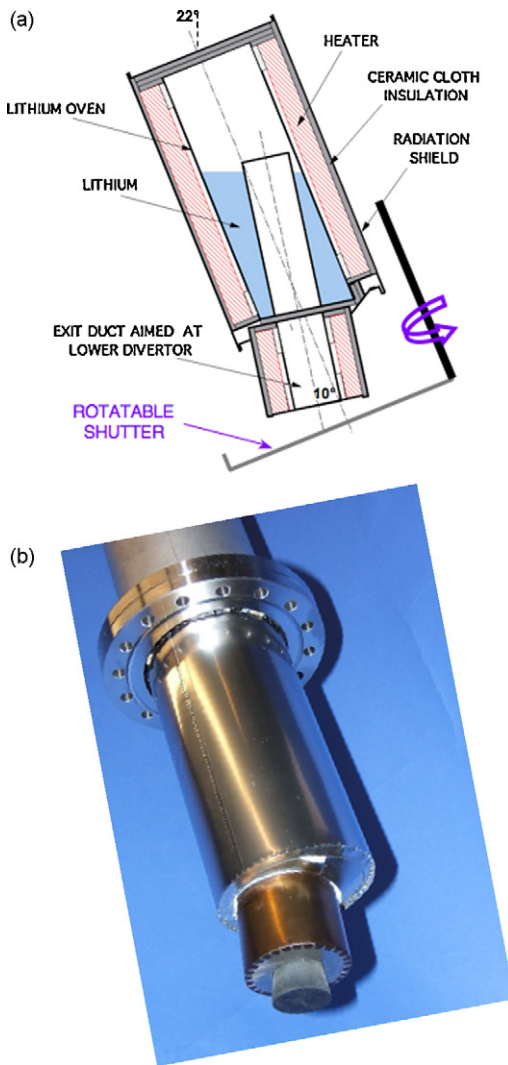 (a)
22°
HEATER
CERAMIC CLOTH
INSULATION
LITHIUM OVEN
RADIATION
SHIELD
LITHIUM
EXIT DUCT AIMED AT
LOWER DIVERTOR
10°
ROTATABLE
SHUTTER
(b)